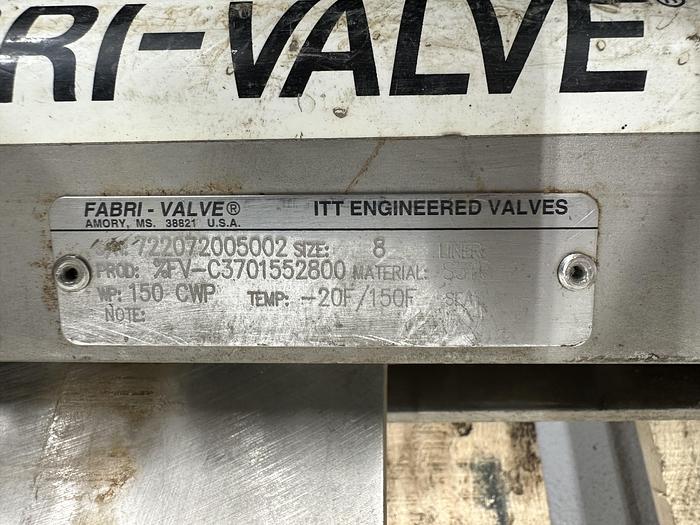 RI-VALVE®
FABRI-VALVE® ITT ENGINEERED VALVES
AMORY, MS. 38821 U.S.A.
722072005002 SIZE: 8 LINER:
PROD: %FV-C3701552800 MATERIAL:
WP: 150 CWP TEMP: -20F/150F SEAT
NOTE: